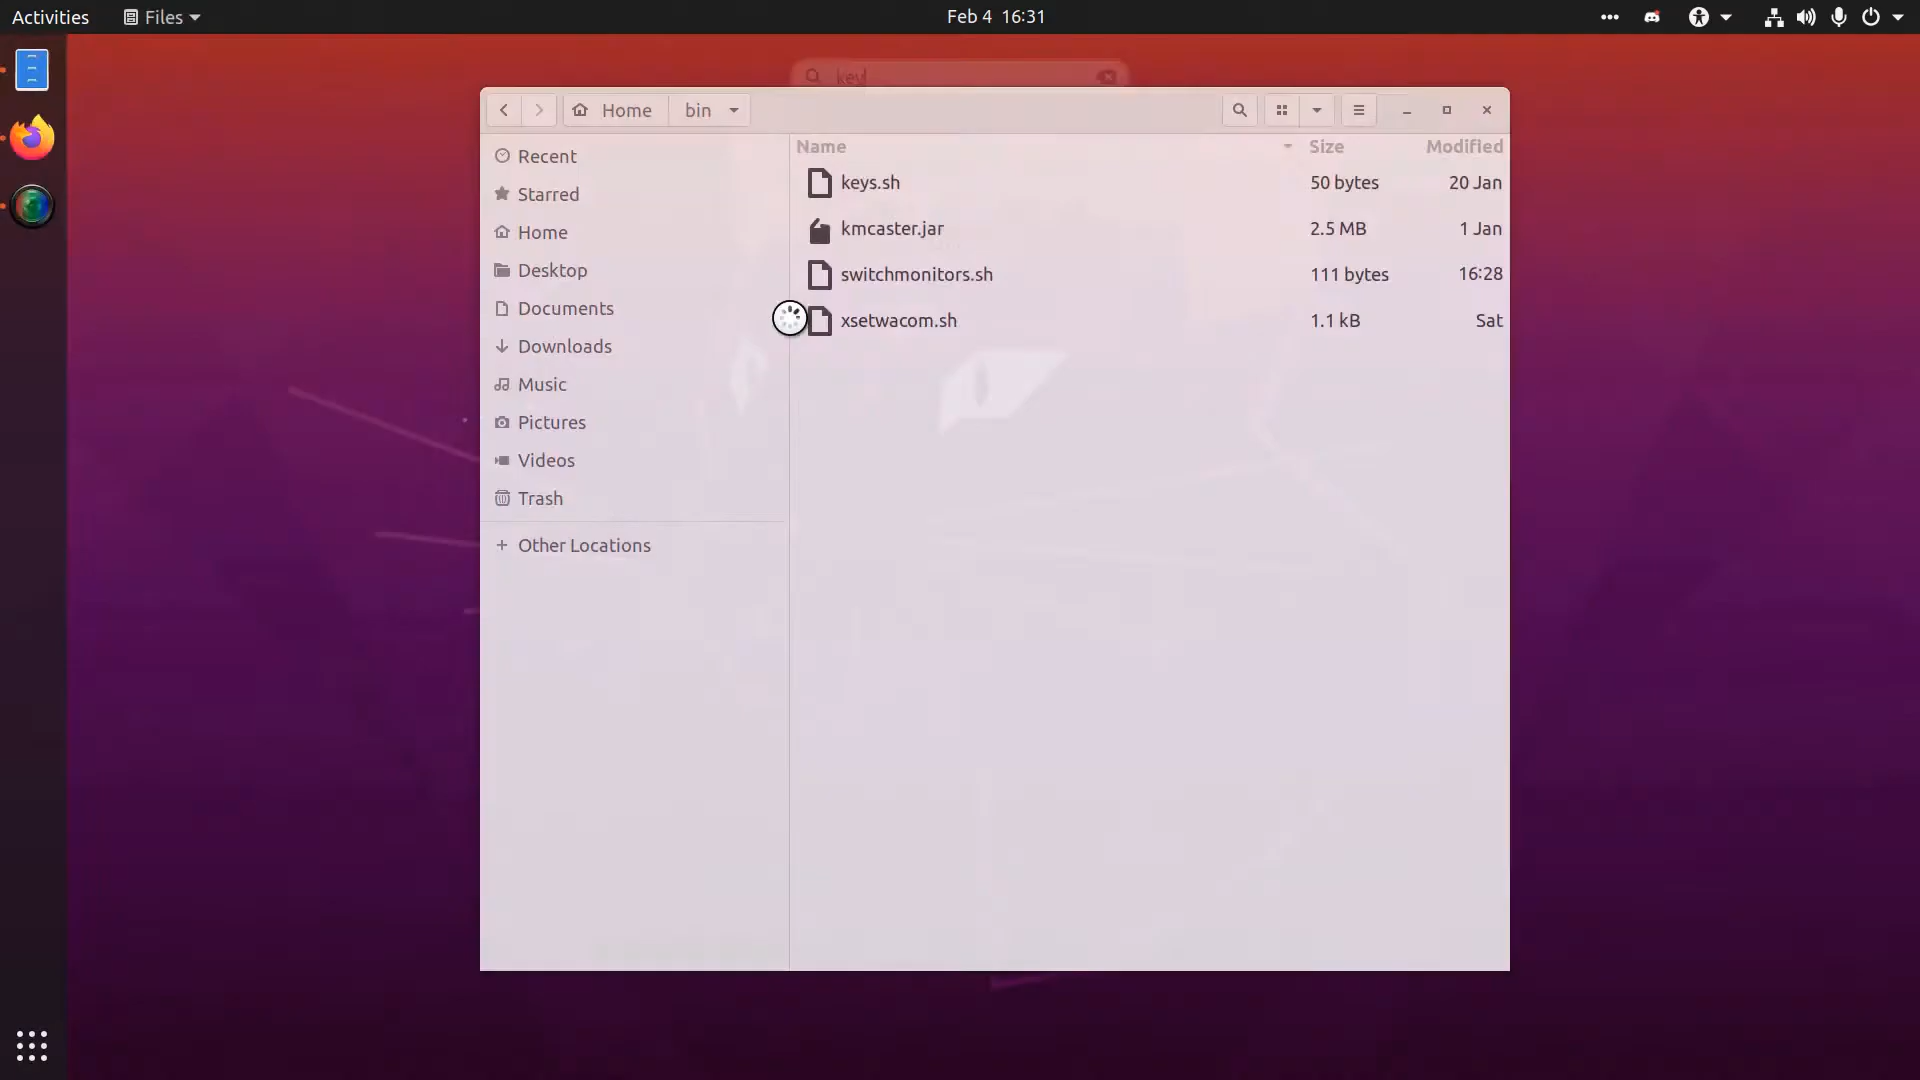 Activities Files Feb 4 16:31
key
Home bin
Name Size Modified
Recent
Starred
Home
Desktop
Documents
Downloads
Music
Pictures
Videos
Trash
Other Locations
keys.sh 50 bytes 20 Jan
kmcaster.jar 2.5 MB 1 Jan
switchmonitors.sh 111 bytes 16:28
xsetwacom.sh 1.1 kB Sat